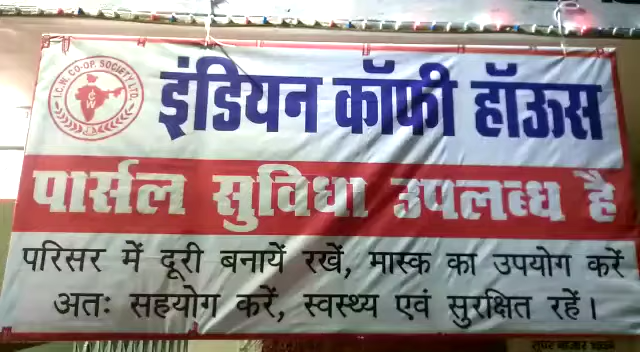 I.C.W. CO-OP. SOCIETY LTD.
ICW
इंडियन कॉफी हॉऊस
पार्सल सुविधा उपलब्ध है
परिसर में दूरी बनायें रखें, मास्क का उपयोग करें
अतः सहयोग करें, स्वस्थ्य एवं सुरक्षित रहें।